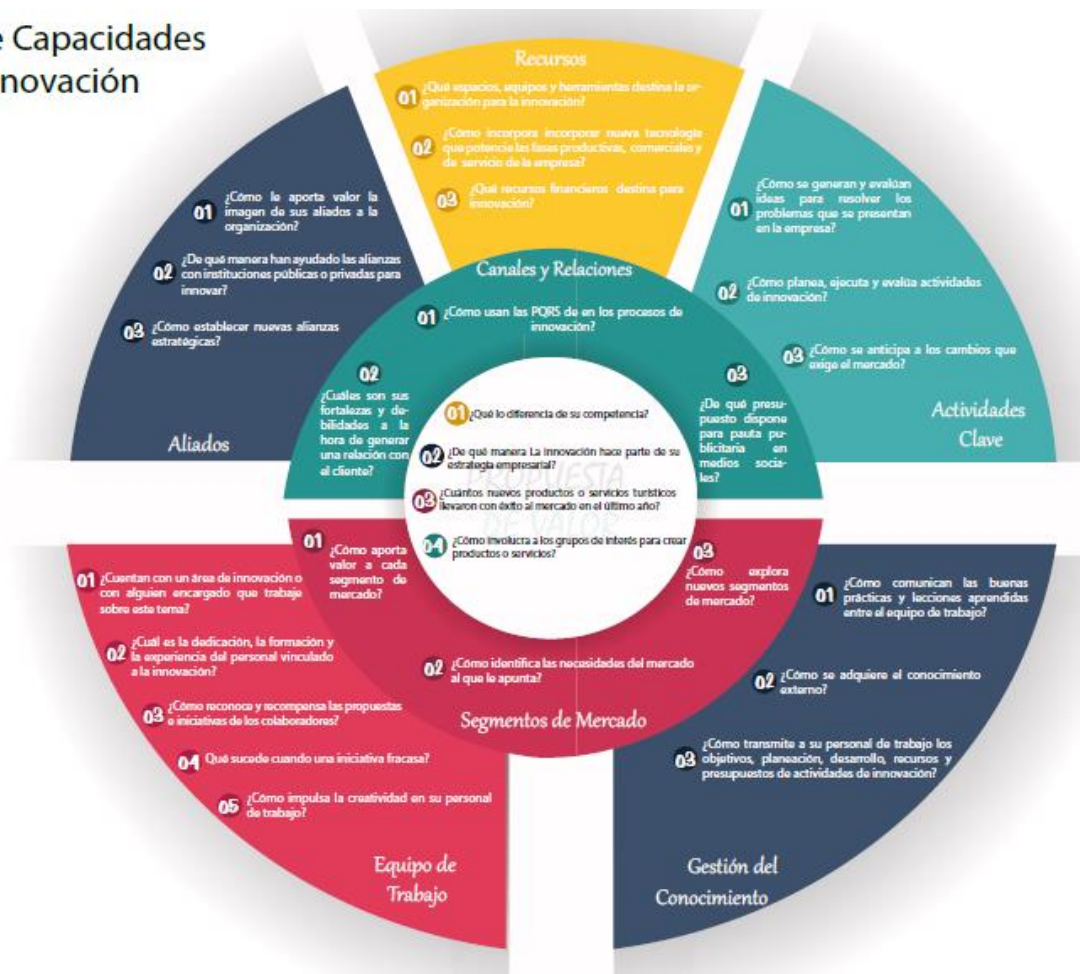 e Capacidades
novación
Recursos
01 ¿Qué espacios, equipos y herramientas destina la or-
ganización para la innovación?
02 ¿Cómo incorpora incorporar nueva tecnología
que potencie las fases productivas, comerciales y
de servicio de la empresa?
03 ¿Qué recursos financieros destina para
innovación?
01 ¿Cómo le aporta valor la
imagen de sus aliados a la
organización?
02 ¿De qué manera han ayudado las alianzas
con instituciones públicas o privadas para
innovar?
03 ¿Cómo establecer nuevas alianzas
estratégicas?
Aliados
01 ¿Cómo se generan y evalúan
ideas para resolver los
problemas que se presentan
en la empresa?
02 ¿Cómo planea, ejecuta y evalúa actividades
de innovación?
03 ¿Cómo se anticipa a los cambios que
exige el mercado?
Actividades
Clave
Canales y Relaciones
01 ¿Cómo usan las PQRS de en los procesos de
innovación?
02
¿Cuáles son sus
fortalezas y de-
bilidades a la
hora de generar
una relación con
el cliente?
03
¿De qué presu-
puesto dispone
para pauta pu-
blicitaria en
medios socia-
les?
PROPUESTA
DE VALOR
01 ¿Qué lo diferencia de su competencia?
02 ¿De qué manera La innovación hace parte de su
estrategia empresarial?
03 ¿Cuántos nuevos productos o servicios turísticos
llevaron con éxito al mercado en el último año?
04 ¿Cómo involucra a los grupos de interés para crear
productos o servicios?
01 ¿Cómo aporta
valor a cada
segmento de
mercado?
02 ¿Cómo identifica las necesidades del mercado
al que le apunta?
03
¿Cómo explora
nuevos segmentos
de mercado?
Segmentos de Mercado
01 ¿Cuentan con un área de innovación o
con alguien encargado que trabaje
sobre este tema?
02 ¿Cuál es la dedicación, la formación y
la experiencia del personal vinculado
a la innovación?
03 ¿Cómo reconoce y recompensa las propuestas
e iniciativas de los colaboradores?
04 Qué sucede cuando una iniciativa fracasa?
05 ¿Cómo impulsa la creatividad en su personal
de trabajo?
Equipo de
Trabajo
01 ¿Cómo comunican las buenas
prácticas y lecciones aprendidas
entre el equipo de trabajo?
02 ¿Cómo se adquiere el conocimiento
externo?
03 ¿Cómo transmite a su personal de trabajo los
objetivos, planeación, desarrollo, recursos y
presupuestos de actividades de innovación?
Gestión del
Conocimiento